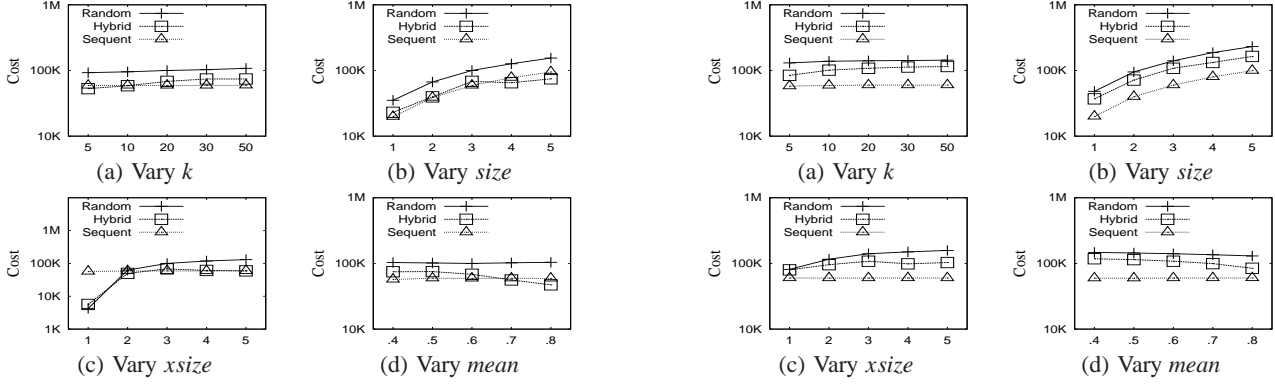 1M
Random
Hybrid
Sequent
100K
10K
Cost
5 10 20 30 50
(a) Vary k
1M
Random
Hybrid
Sequent
100K
10K
Cost
1 2 3 4 5
(b) Vary size
1M
Random
Hybrid
Sequent
100K
10K
Cost
5 10 20 30 50
(a) Vary k
1M
Random
Hybrid
Sequent
100K
10K
Cost
1 2 3 4 5
(b) Vary size
Random
Hybrid
Sequent
1M
100K
10K
1K
Cost
1 2 3 4 5
(c) Vary xsize
1M
Random
Hybrid
Sequent
100K
10K
Cost
.4 .5 .6 .7 .8
(d) Vary mean
1M
Random
Hybrid
Sequent
100K
10K
Cost
1 2 3 4 5
(c) Vary xsize
1M
Random
Hybrid
Sequent
100K
10K
Cost
.4 .5 .6 .7 .8
(d) Vary mean